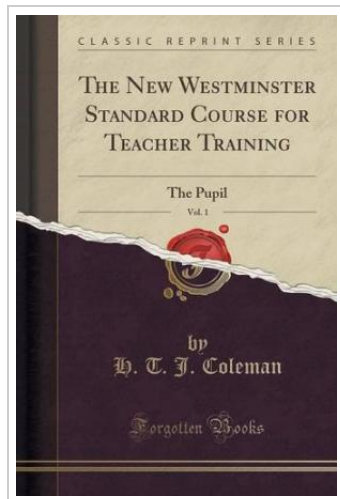 CLASSIC REPRINT SERIES
THE NEW WESTMINSTER
STANDARD COURSE FOR
TEACHER TRAINING
The Pupil
Vol. 1
by
H. T. J. Coleman
Forgotten Books